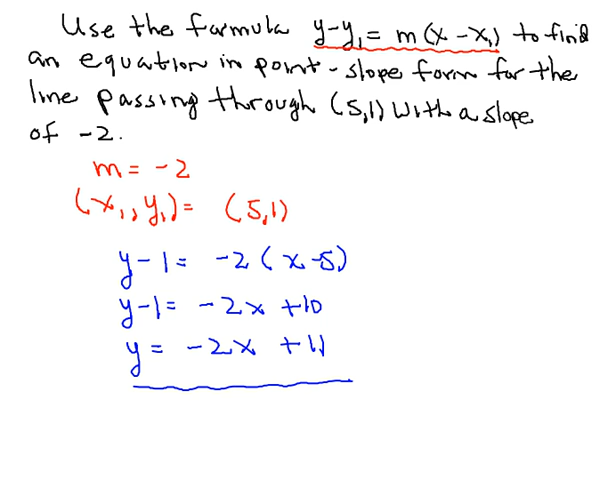 Use the formula y-y₁ = m(x-x₁) to find
an equation in point-slope form for the
line passing through (5,1) with a slope
of -2.
m = -2
(x₁, y₁) = (5,1)
y-1 = -2(x-5)
y-1 = -2x +10
y = -2x +11